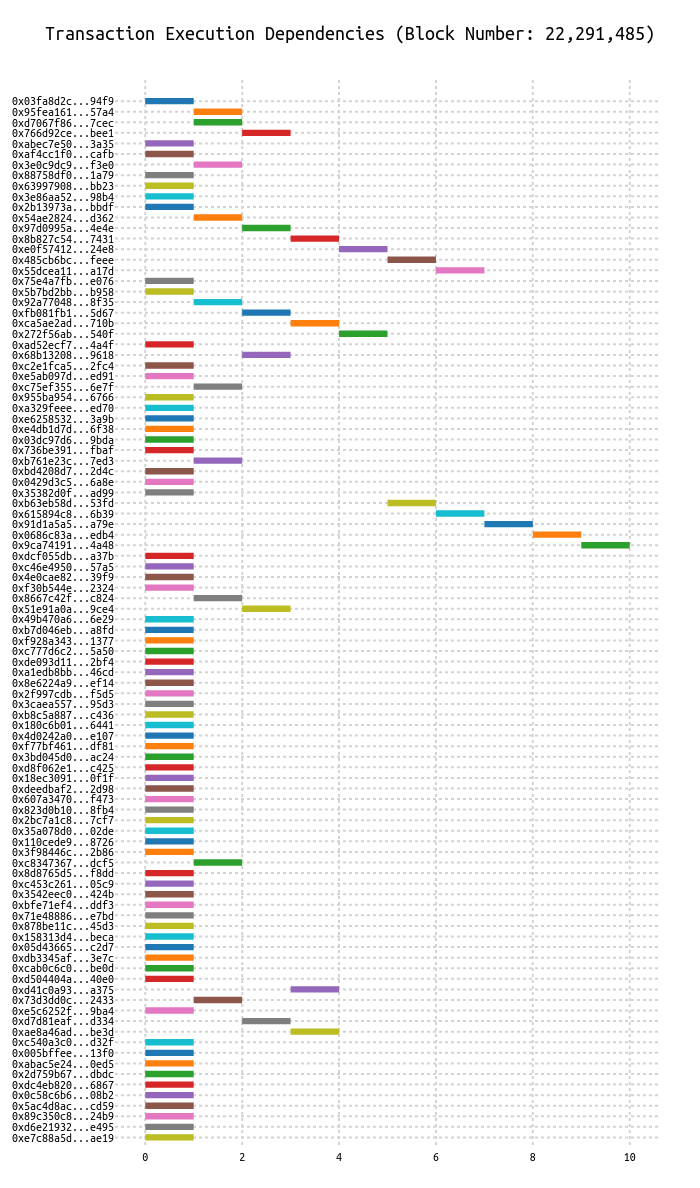 Transaction Execution Dependencies (Block Number: 22,291,485)
0x03fa8d2c...94f9
0x95fea161...57a4
0xd7067f86...7cec
0x766d92ce...bee1
0xabec7e50...3a35
0xaf4cc1f0...cafb
0x3e0c9dc9...f3e0
0x88758df0...1a79
0x63997908...bb23
0x3e86aa52...98b4
0x2b13973a...bbdf
0x54ae2824...d362
0x97d0995a...4e4e
0x8b827c54...7431
0xe0f57412...24e8
0x485cb6bc...feee
0x55dcea11...a17d
0x75e4a7fb...e076
0x5b7bd2bb...b958
0x92a77048...8f35
0xfb081fb1...5d67
0xca5ae2ad...710b
0x272f56ab...540f
0xad52ecf7...4a4f
0x68b13208...9618
0xc2e1fca5...2fc4
0xe5ab097d...ed91
0xc75ef355...6e7f
0x955ba954...6766
0xa329feee...ed70
0xe6258532...3a9b
0xe4db1d7d...6f38
0x03dc97d6...9bda
0x736be391...fbaf
0xb761e23c...7ed3
0xbd4208d7...2d4c
0x0429d3c5...6a8e
0x35382d0f...ad99
0xb63eb58d...53fd
0x615894c8...6b39
0x91d1a5a5...a79e
0x0686c83a...edb4
0x9ca74191...4a48
0xdcf055db...a37b
0xc46e4950...57a5
0x4e0cae82...39f9
0xf30b544e...2324
0x8667c42f...c824
0x51e91a0a...9ce4
0x49b470a6...6e29
0xb7d046eb...a8fd
0xf928a343...1377
0xc777d6c2...5a50
0xde093d11...2bf4
0xa1edb8bb...46cd
0x8e6224a9...ef14
0x2f997cdb...f5d5
0x3caea557...95d3
0xb8c5a887...c436
0x180c6b01...6441
0x4d0242a0...e107
0xf77bf461...df81
0x3bd045d0...ac24
0xd8f062e1...c425
0x18ec3091...0f1f
0xdeedbaf2...2d98
0x607a3470...f473
0x823d0b10...8fb4
0x2bc7a1c8...7cf7
0x35a078d0...02de
0x110cede9...8726
0x3f98446c...2b86
0xc8347367...dcf5
0x8d8765d5...f8dd
0xc453c261...05c9
0x3542eec0...424b
0xbfe71ef4...ddf3
0x71e48886...e7bd
0x878be11c...45d3
0x158313d4...beca
0x05d43665...c2d7
0xdb3345af...3e7c
0xcab0c6c0...be0d
0xd504404a...40e0
0xd41c0a93...a375
0x73d3dd0c...2433
0xe5c6252f...9ba4
0xd7d81eaf...d334
0xae8a46ad...be3d
0xc540a3c0...d32f
0x005bffee...13f0
0xabac5e24...0ed5
0x2d759b67...dbdc
0xdc4eb820...6867
0x0c58c6b6...08b2
0x5ac4d8ac...cd59
0x89c350c8...24b9
0xd6e21932...e495
0xe7c88a5d...ae19
0 2 4 6 8 10